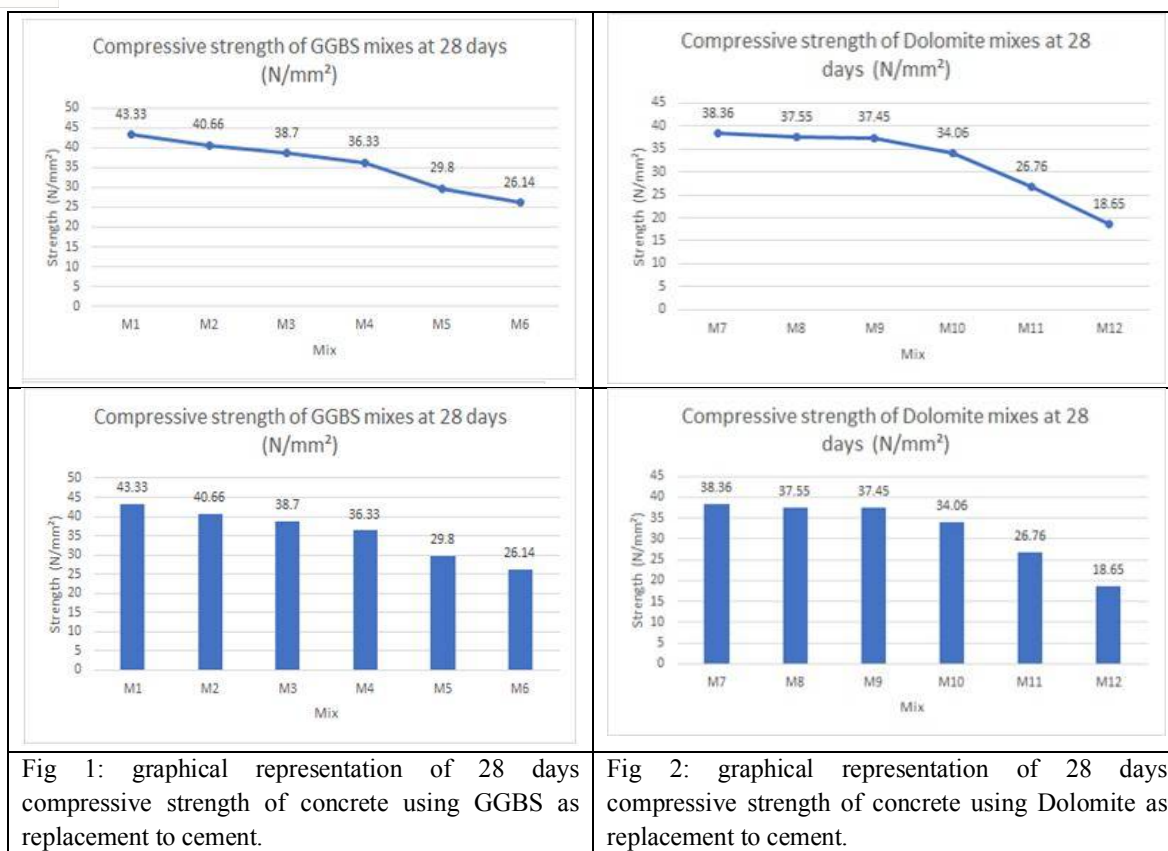 Compressive strength of GGBS mixes at 28 days
(N/mm²)
Strength (N/mm²)
50
45
40
35
30
25
20
15
10
5
0
43.33
40.66
38.7
36.33
29.8
26.14
M1 M2 M3 M4 M5 M6
Mix
Compressive strength of Dolomite mixes at 28
days (N/mm²)
Strength (N/mm²)
45
40
35
30
25
20
15
10
5
0
38.36
37.55
37.45
34.06
26.76
18.65
M7 M8 M9 M10 M11 M12
Mix
Compressive strength of GGBS mixes at 28 days
(N/mm²)
Strength (N/mm²)
50
45
40
35
30
25
20
15
10
5
0
43.33
40.66
38.7
36.33
29.8
26.14
M1 M2 M3 M4 M5 M6
Mix
Compressive strength of Dolomite mixes at 28
days (N/mm²)
Strength (N/mm²)
45
40
35
30
25
20
15
10
5
0
38.36
37.55
37.45
34.06
26.76
18.65
M7 M8 M9 M10 M11 M12
Mix
Fig 1: graphical representation of 28 days
compressive strength of concrete using GGBS as
replacement to cement.
Fig 2: graphical representation of 28 days
compressive strength of concrete using Dolomite as
replacement to cement.